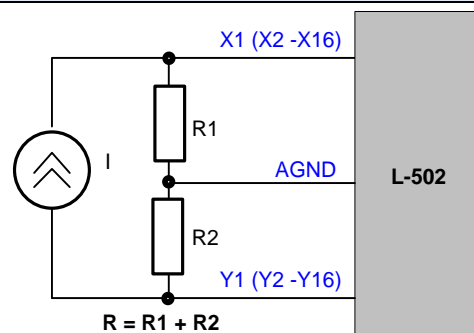 X1 (X2 -X16)
R1
I
AGND
L-502
R2
Y1 (Y2 -Y16)
R = R1 + R2